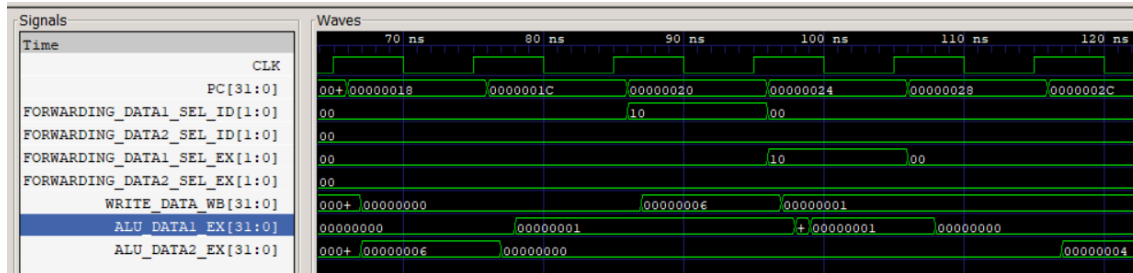 Signals Waves
Time 70 ns 80 ns 90 ns 100 ns 110 ns 120 ns
CLK
PC[31:0] 00+ 00000018 0000001C 00000020 00000024 00000028 0000002C
FORWARDING_DATA1_SEL_ID[1:0] 00 10 00
FORWARDING_DATA2_SEL_ID[1:0] 00
FORWARDING_DATA1_SEL_EX[1:0] 00 10 00
FORWARDING_DATA2_SEL_EX[1:0] 00
WRITE_DATA_WB[31:0] 000+ 00000000 00000006 00000001
ALU_DATA1_EX[31:0] 00000000 00000001 + 00000001 00000000
ALU_DATA2_EX[31:0] 000+ 00000006 00000000 00000004